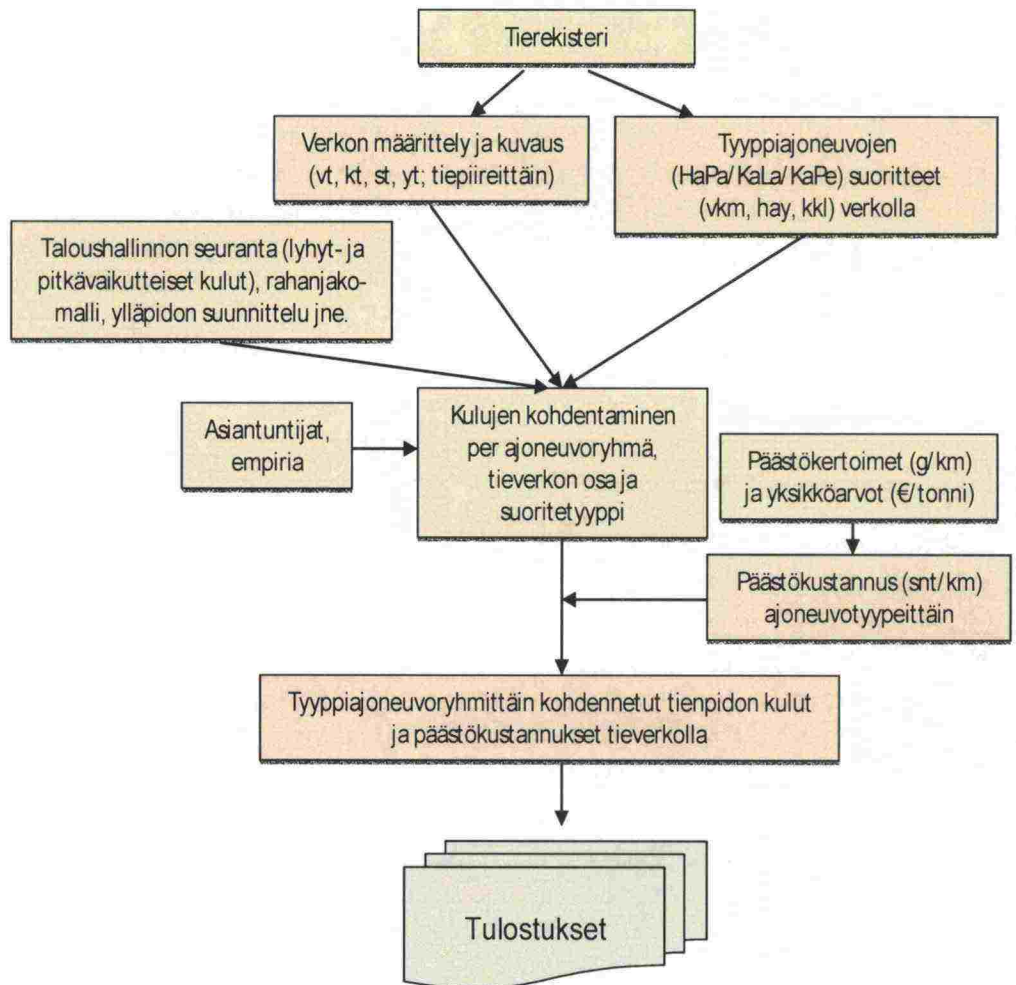 Tierekisteri
Verkon määrittely ja kuvaus
(vt, kt, st, yt; tiepiireittäin)
Tyyppiajoneuvojen
(HaPa/KaLa/KaPe) suoritteet
(vkm, hay, kkl) verkolla
Taloushallinnon seuranta (lyhyt- ja
pitkävaikutteiset kulut), rahanjako-
malli, ylläpidon suunnittelu jne.
Asiantuntijat,
empiria
Kulujen kohdentaminen
per ajoneuvoryhmä,
tieverkon osa ja
suoritetyyppi
Päästökertoimet (g/km)
ja yksikköarvot (€/tonni)
Päästökustannus (snt/km)
ajoneuvotyypeittäin
Tyyppiajoneuvoryhmittäin kohdennetut tienpidon kulut
ja päästökustannukset tieverkolla
Tulostukset